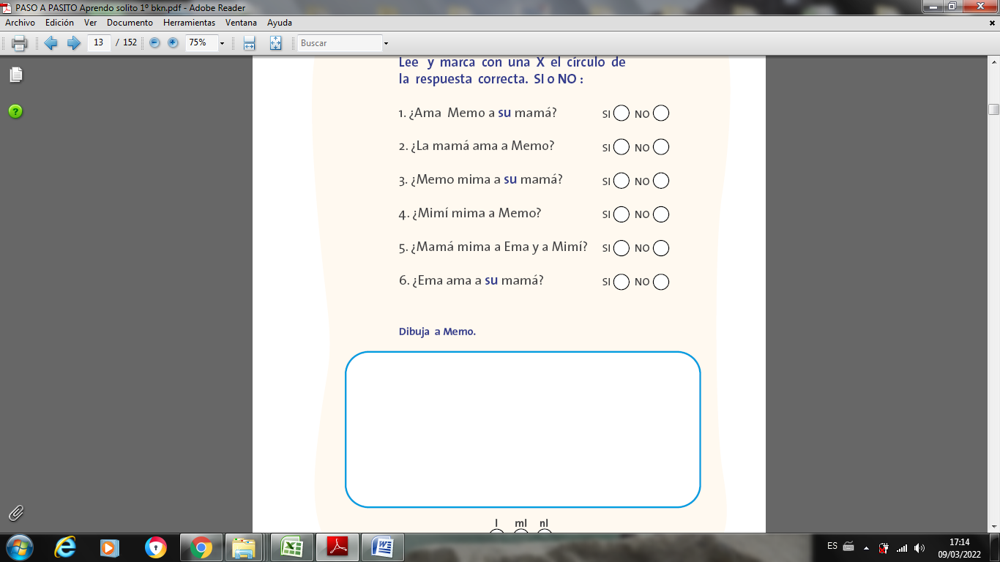 PASO A PASITO Aprendo solito 1º bkn.pdf - Adobe Reader
Archivo Edición Ver Documento Herramientas Ventana Ayuda
13 / 152 75% Buscar
Lee y marca con una X el círculo de
la respuesta correcta. SI o NO :
1. ¿Ama Memo a su mamá? SI NO
2. ¿La mamá ama a Memo? SI NO
3. ¿Memo mima a su mamá? SI NO
4. ¿Mimí mima a Memo? SI NO
5. ¿Mamá mima a Ema y a Mimí? SI NO
6. ¿Ema ama a su mamá? SI NO
Dibuja a Memo.
l ml nl
ES 17:14
09/03/2022